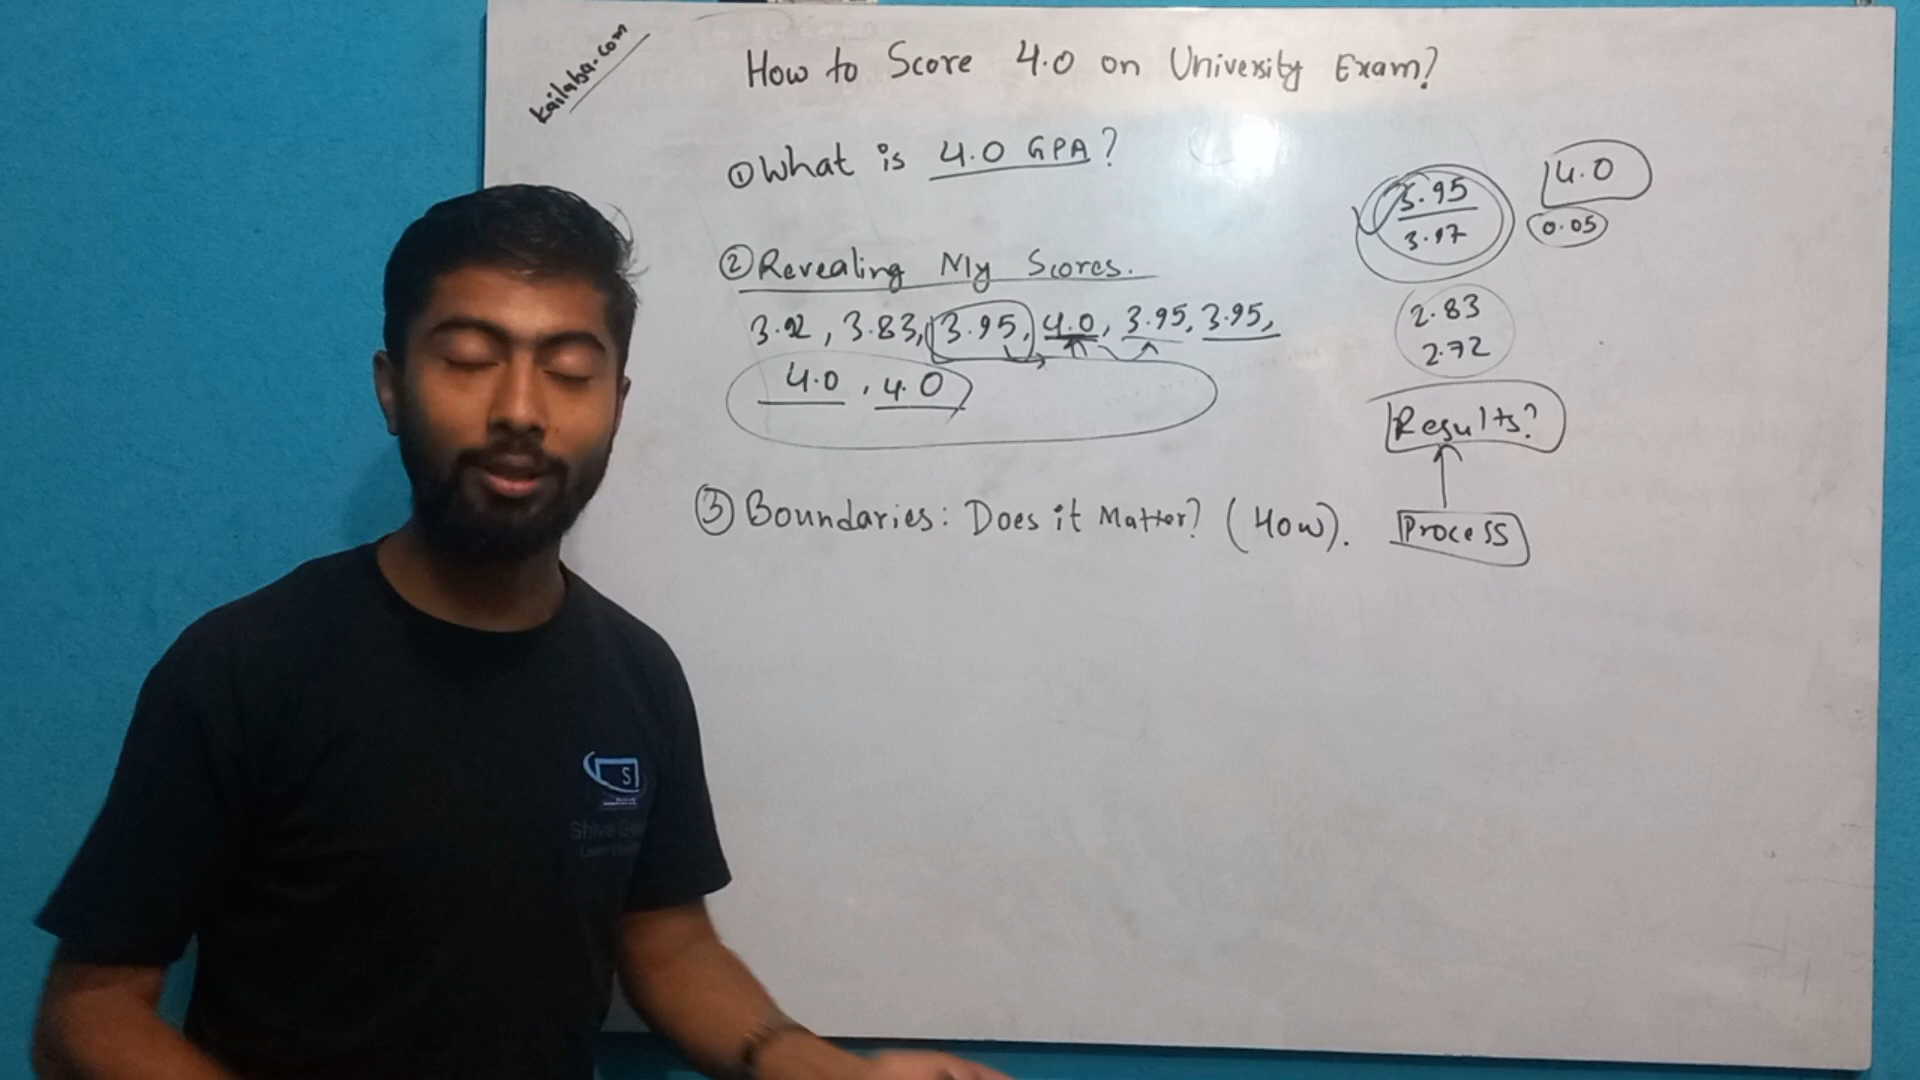 kailaba.com
How to Score 4.0 on University Exam?
① What is 4.0 GPA?
② Revealing My Scores.
3.92, 3.83, 3.95, 4.0, 3.95, 3.95,
4.0, 4.0
③ Boundaries: Does it Matter? (How).
3.95
3.97
4.0
0.05
2.83
2.72
Results?
Process
S